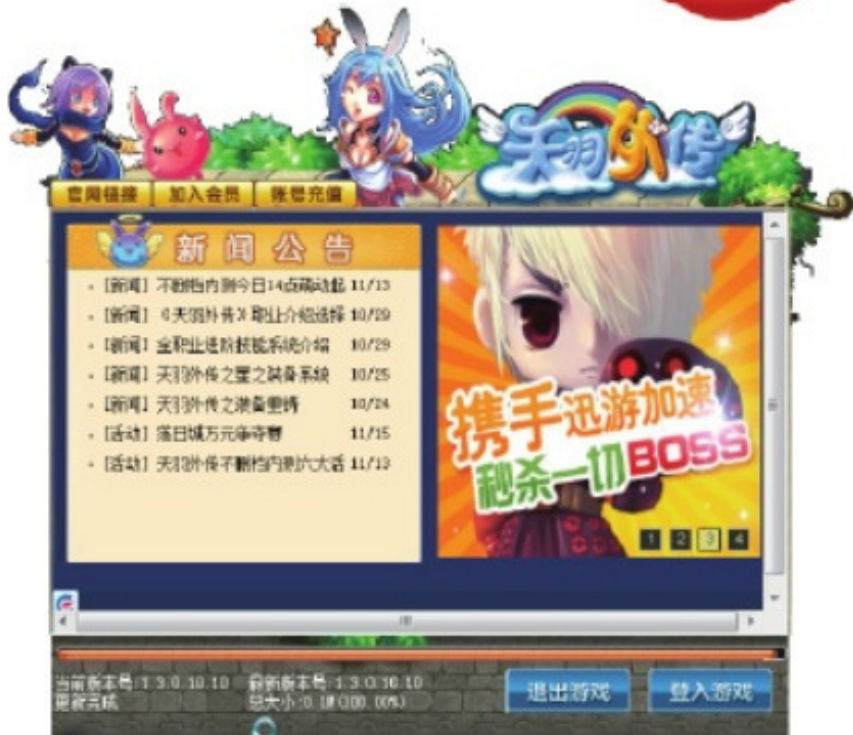 天羽外传
官网链接 加入会员 账号充值
新闻公告
[新闻] 不删档内测今日14点萌动起 11/13
[新闻] 《天羽外传》职业介绍选择 10/29
[新闻] 全职业进阶技能系统介绍 10/29
[新闻] 天羽外传之星之装备系统 10/25
[新闻] 天羽外传之装备重铸 10/24
[活动] 落日城万元争夺赛 11/15
[活动] 天羽外传不删档内测六大活 11/13
携手迅游加速
秒杀一切BOSS
1 2 3 4
当前版本号:1.3.0.10.10 最新版本号:1.3.0.10.10
更新完成 总大小:0.1M(100.00%)
退出游戏 登入游戏